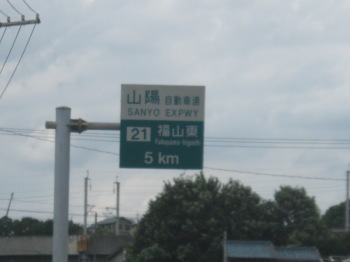 山陽 自動車道
SANYO EXPWY
21 福山東
Fukuyama-higashi
5 km